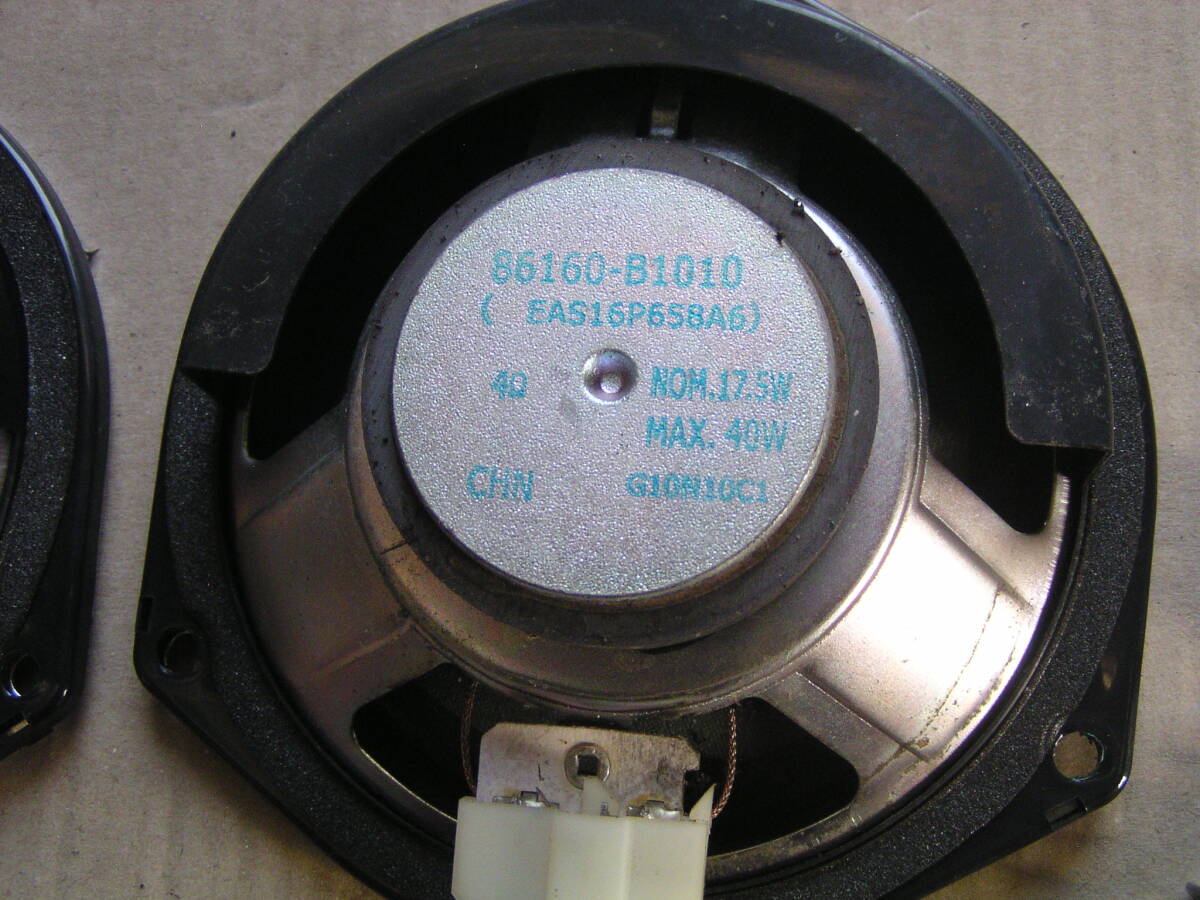 86160-B1010
( EAS16P658A6)
4Ω NOM.17.5W
MAX. 40W
CHN G10N10C1